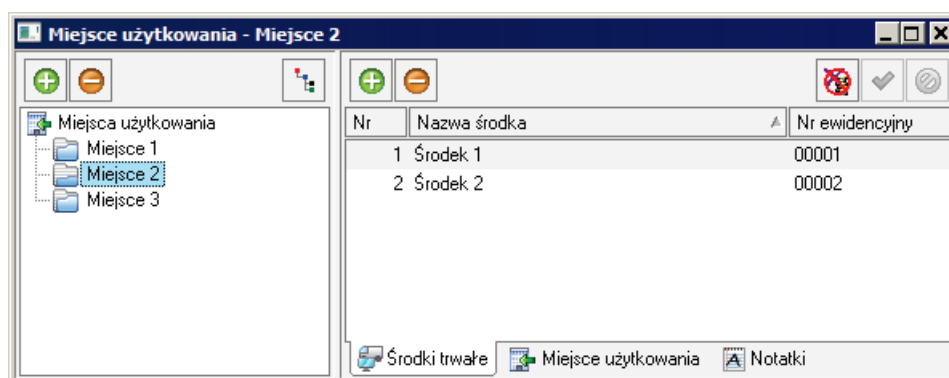 Miejsce użytkowania - Miejsce 2
Miejsca użytkowania
Miejsce 1
Miejsce 2
Miejsce 3
Nr Nazwa środka Nr ewidencyjny
1 Środek 1 00001
2 Środek 2 00002
Środki trwałe Miejsce użytkowania Notatki